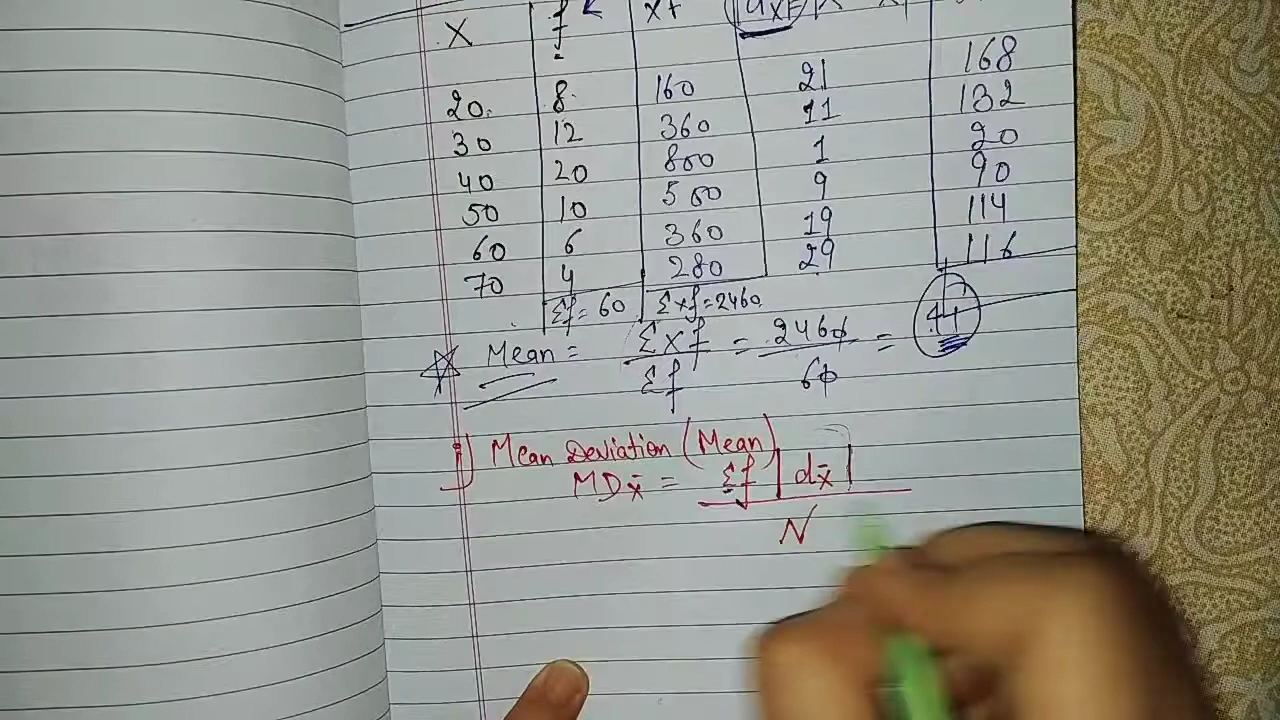 X f xf
20 8 160 21 168
30 12 360 11 132
40 20 800 1 20
50 10 500 9 90
60 6 360 19 114
70 4 280 29 116
Σf = 60 Σxf = 2460
Mean = Σxf / Σf = 2460 / 60 = 41
1) Mean Deviation (Mean)
MDx̄ = Σf |dx̄| / N